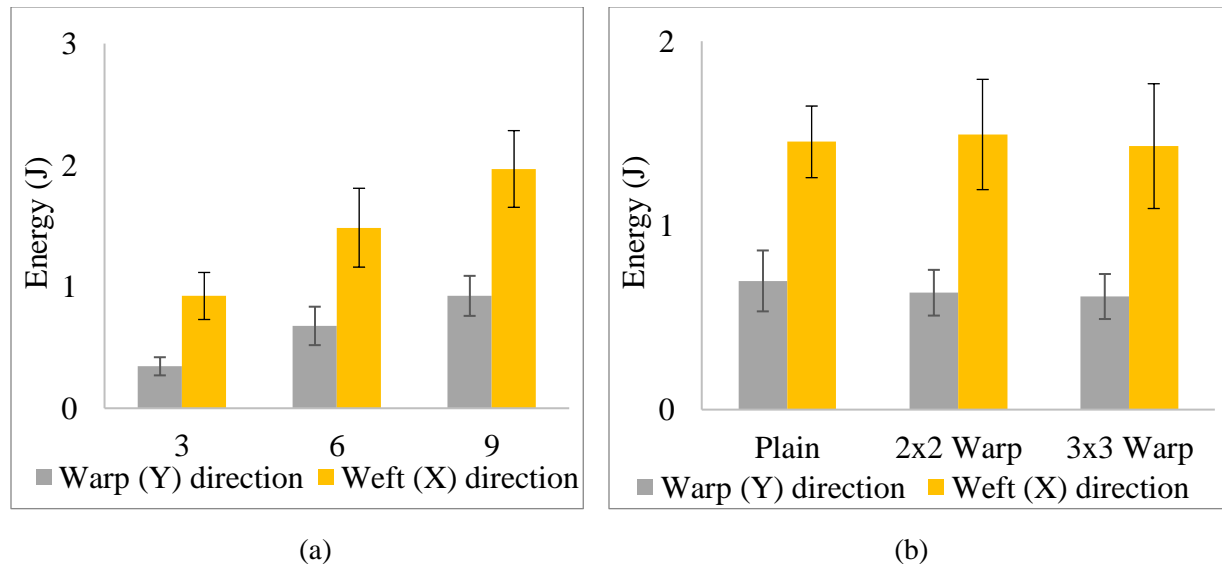 3
2
1
0
Energy (J)
3 6 9
Warp (Y) direction Weft (X) direction
(a)
2
1
0
Energy (J)
Plain 2x2 Warp 3x3 Warp
Warp (Y) direction Weft (X) direction
(b)